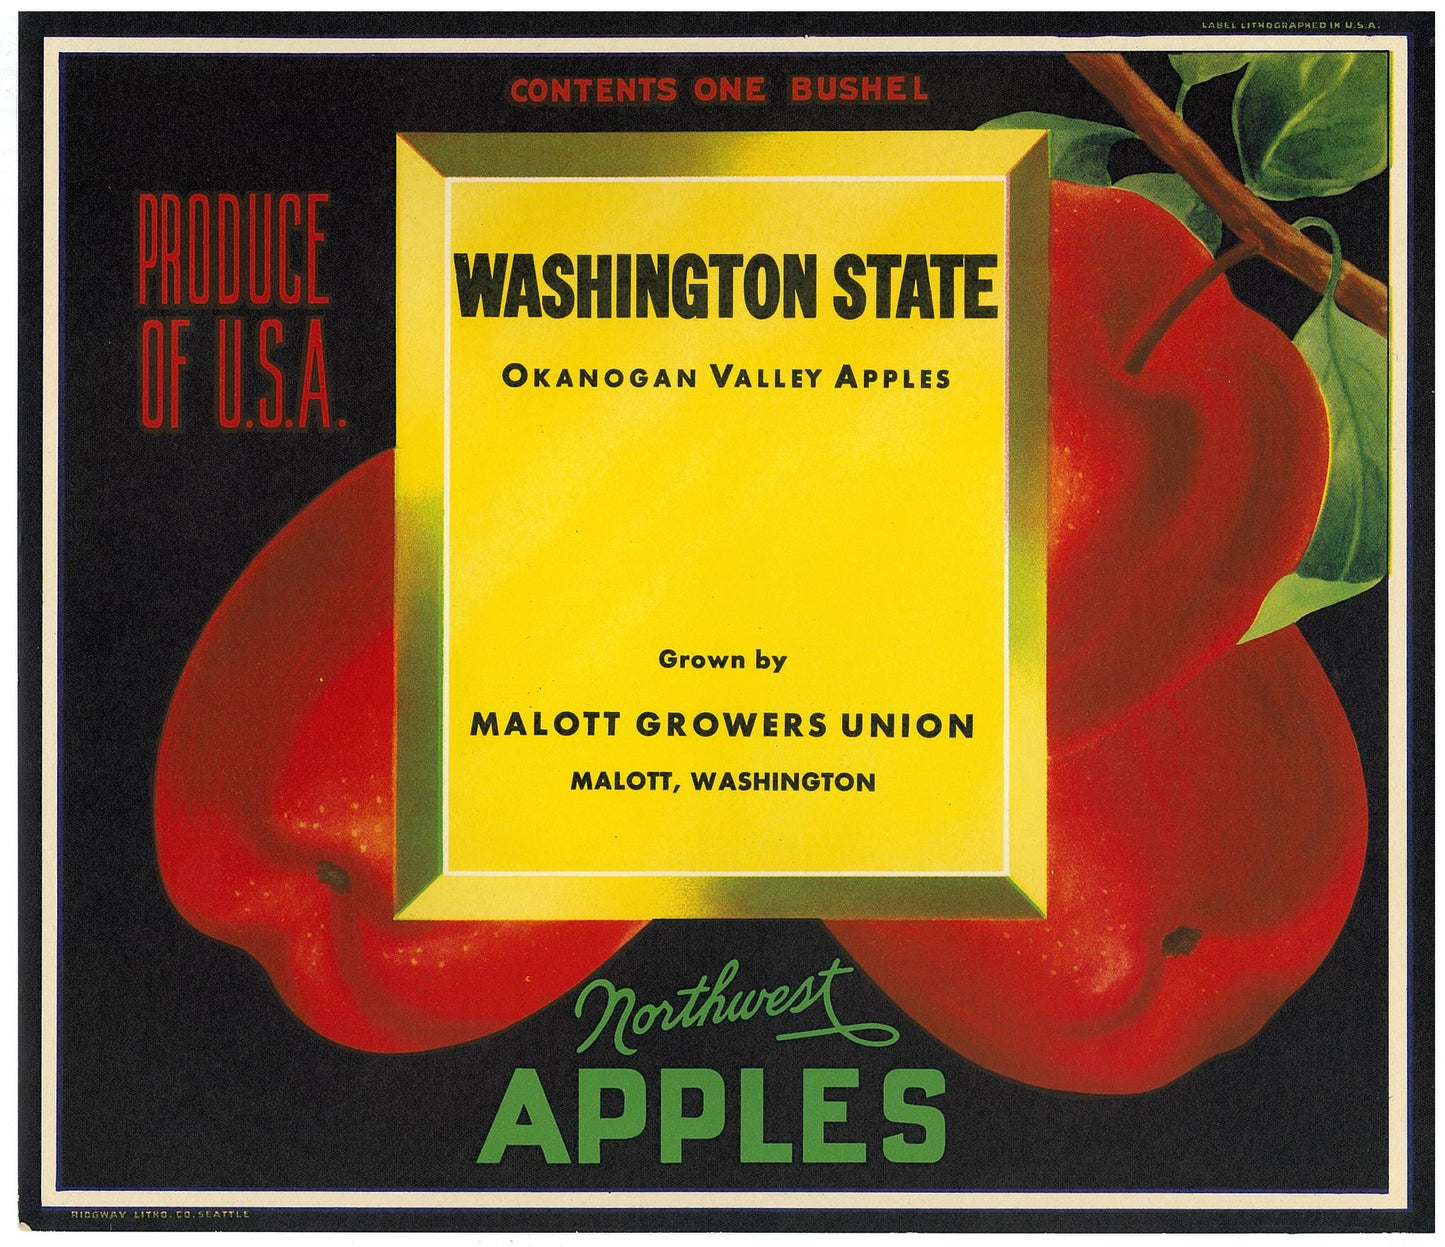 LABEL LITHOGRAPHED IN U.S.A.
CONTENTS ONE BUSHEL
PRODUCE
OF U.S.A.
WASHINGTON STATE
OKANOGAN VALLEY APPLES
Grown by
MALOTT GROWERS UNION
MALOTT, WASHINGTON
Northwest
APPLES
RIDGWAY LITHO. CO. SEATTLE